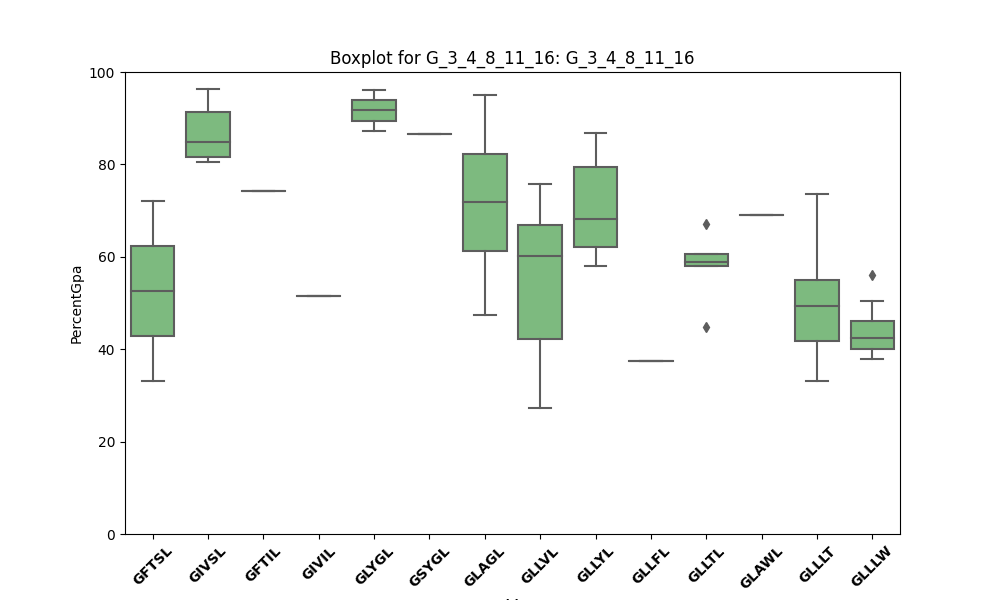 Boxplot for G_3_4_8_11_16: G_3_4_8_11_16
100
80
60
40
20
0
PercentGpa
GFTSL
GIVSL
GFTIL
GIVIL
GLYGL
GSYGL
GLAGL
GLLVL
GLLYL
GLLFL
GLLTL
GLAWL
GLLLT
GLLLW